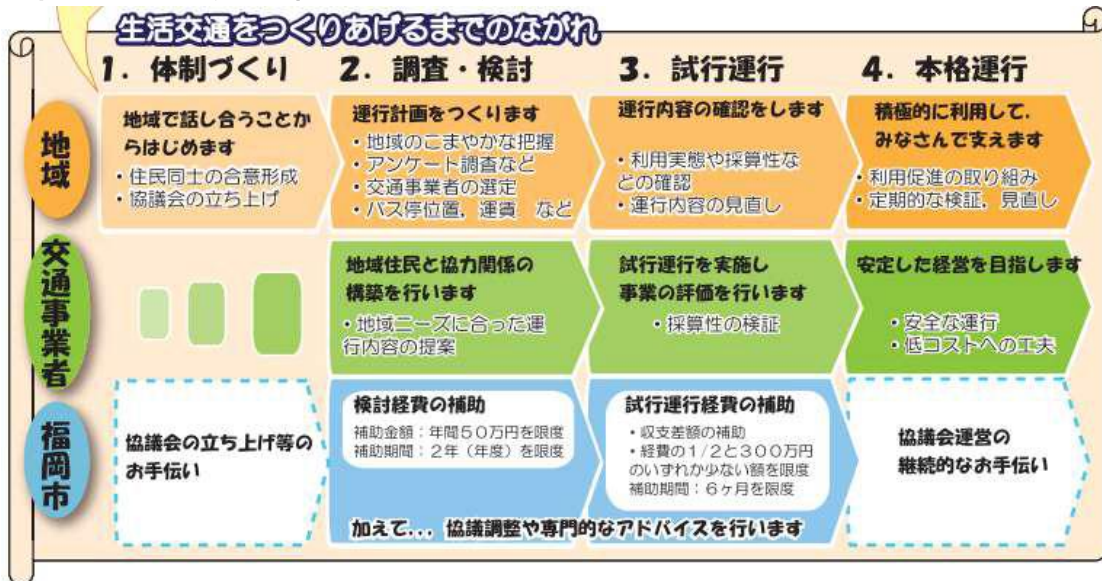 生活交通をつくりあげるまでのながれ
1. 体制づくり
2. 調査・検討
3. 試行運行
4. 本格運行
地域
地域で話し合うことか
らはじめます
・住民同士の合意形成
・協議会の立ち上げ
運行計画をつくります
・地域のこまやかな把握
・アンケート調査など
・交通事業者の選定
・バス停位置，運賃 など
運行内容の確認をします
・利用実態や採算性な
どの確認
・運行内容の見直し
積極的に利用して，
みなさんで支えます
・利用促進の取り組み
・定期的な検証，見直し
交通事業者
地域住民と協力関係の
構築を行います
・地域ニーズに合った運
行内容の提案
試行運行を実施し
事業の評価を行います
・採算性の検証
安定した経営を目指します
・安全な運行
・低コストへの工夫
福岡市
協議会の立ち上げ等の
お手伝い
検討経費の補助
補助金額：年間５０万円を限度
補助期間：２年（年度）を限度
試行運行経費の補助
・収支差額の補助
・経費の１/２と３００万円
のいずれか少ない額を限度
補助期間：６ヶ月を限度
協議会運営の
継続的なお手伝い
加えて... 協議調整や専門的なアドバイスを行います